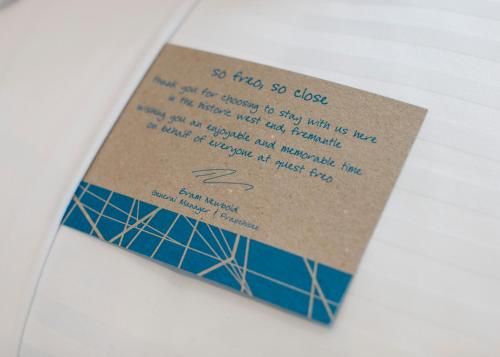 so freo, so close
thank you for choosing to stay with us here
in the historic west end, fremantle
wishing you an enjoyable and memorable time
on behalf of everyone at quest freo
Bram Newbold
General Manager & Franchisee